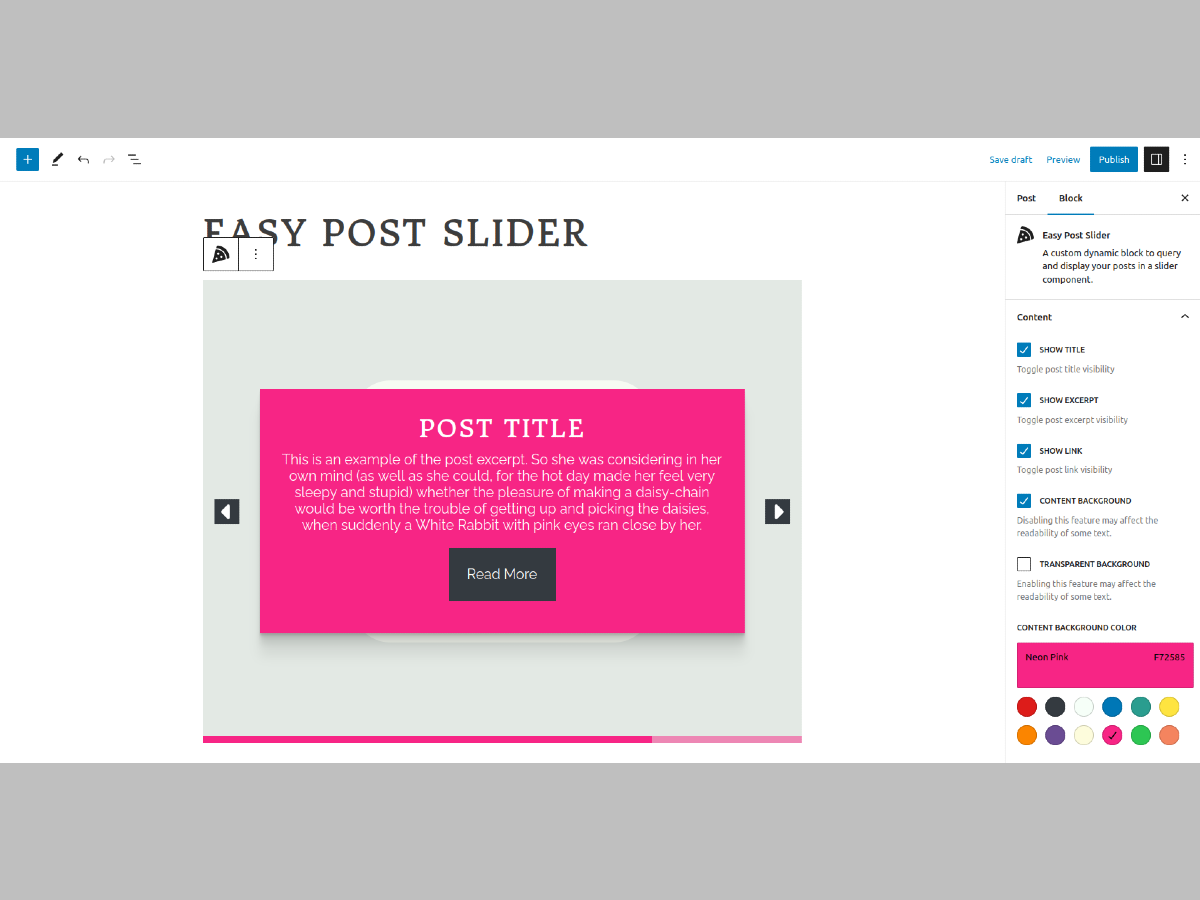 Save draft
Preview
Publish
EASY POST SLIDER
POST TITLE
This is an example of the post excerpt. So she was considering in her
own mind (as well as she could, for the hot day made her feel very
sleepy and stupid) whether the pleasure of making a daisy-chain
would be worth the trouble of getting up and picking the daisies,
when suddenly a White Rabbit with pink eyes ran close by her.
Read More
Post
Block
Easy Post Slider
A custom dynamic block to query
and display your posts in a slider
component.
Content
SHOW TITLE
Toggle post title visibility
SHOW EXCERPT
Toggle post excerpt visibility
SHOW LINK
Toggle post link visibility
CONTENT BACKGROUND
Disabling this feature may affect the
readability of some text.
TRANSPARENT BACKGROUND
Enabling this feature may affect the
readability of some text.
CONTENT BACKGROUND COLOR
Neon Pink
F72585